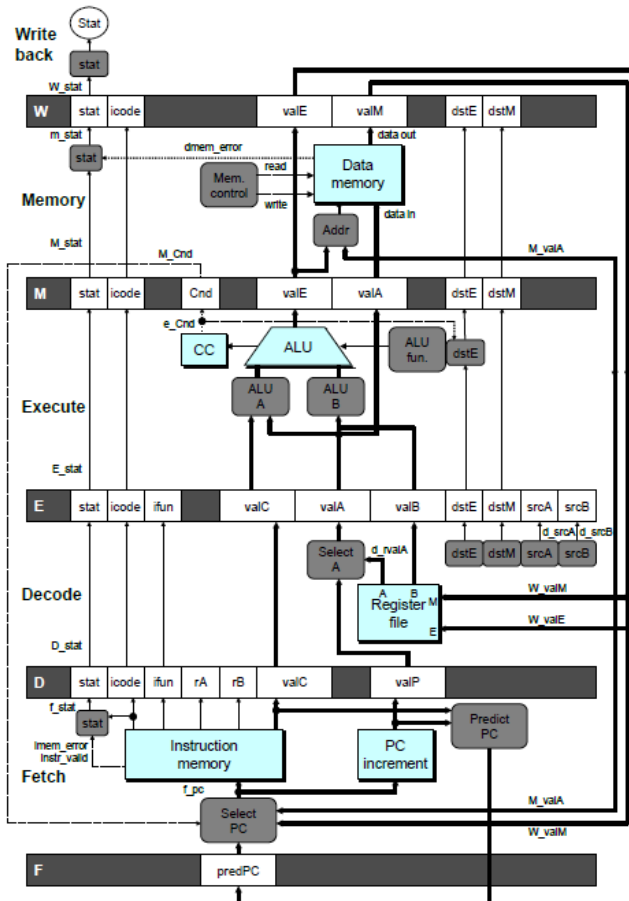 Stat
Write
back
stat
W_stat
W stat icode valE valM dstE dstM
m_stat
data out
dmem_error
stat
Data
memory
read
Mem.
control
write
data in
Memory
Addr
M_stat
M_Cnd
M_valA
M stat icode Cnd valE valA dstE dstM
e_Cnd
CC
ALU
ALU
fun.
dstE
ALU
A
ALU
B
Execute
E_stat
E stat icode ifun valC valA valB dstE dstM srcA srcB
d_srcA d_srcB
Select
A
d_rvalA
dstE dstM srcA srcB
A B
M
Register
file
E
W_valM
W_valE
Decode
D_stat
D stat icode ifun rA rB valC valP
f_stat
stat
Predict
PC
Imem_error
Instr_valid
Instruction
memory
PC
increment
Fetch
f_pc
M_valA
Select
PC
W_valM
F predPC